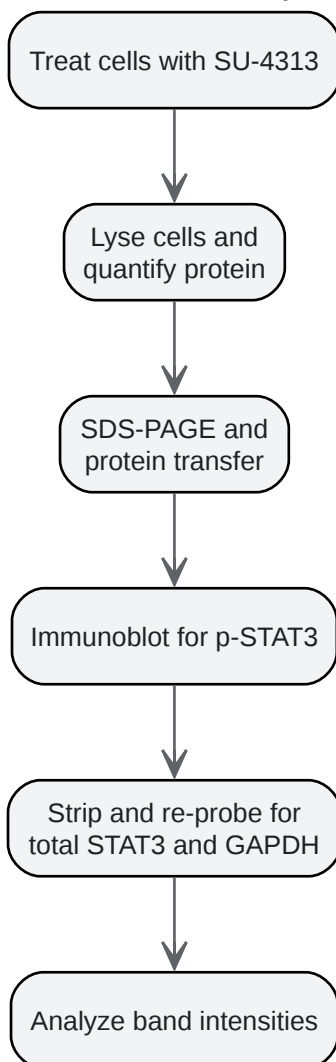 Treat cells with SU-4313
Lyse cells and
quantify protein
SDS-PAGE and
protein transfer
Immunoblot for p-STAT3
Strip and re-probe for
total STAT3 and GAPDH
Analyze band intensities